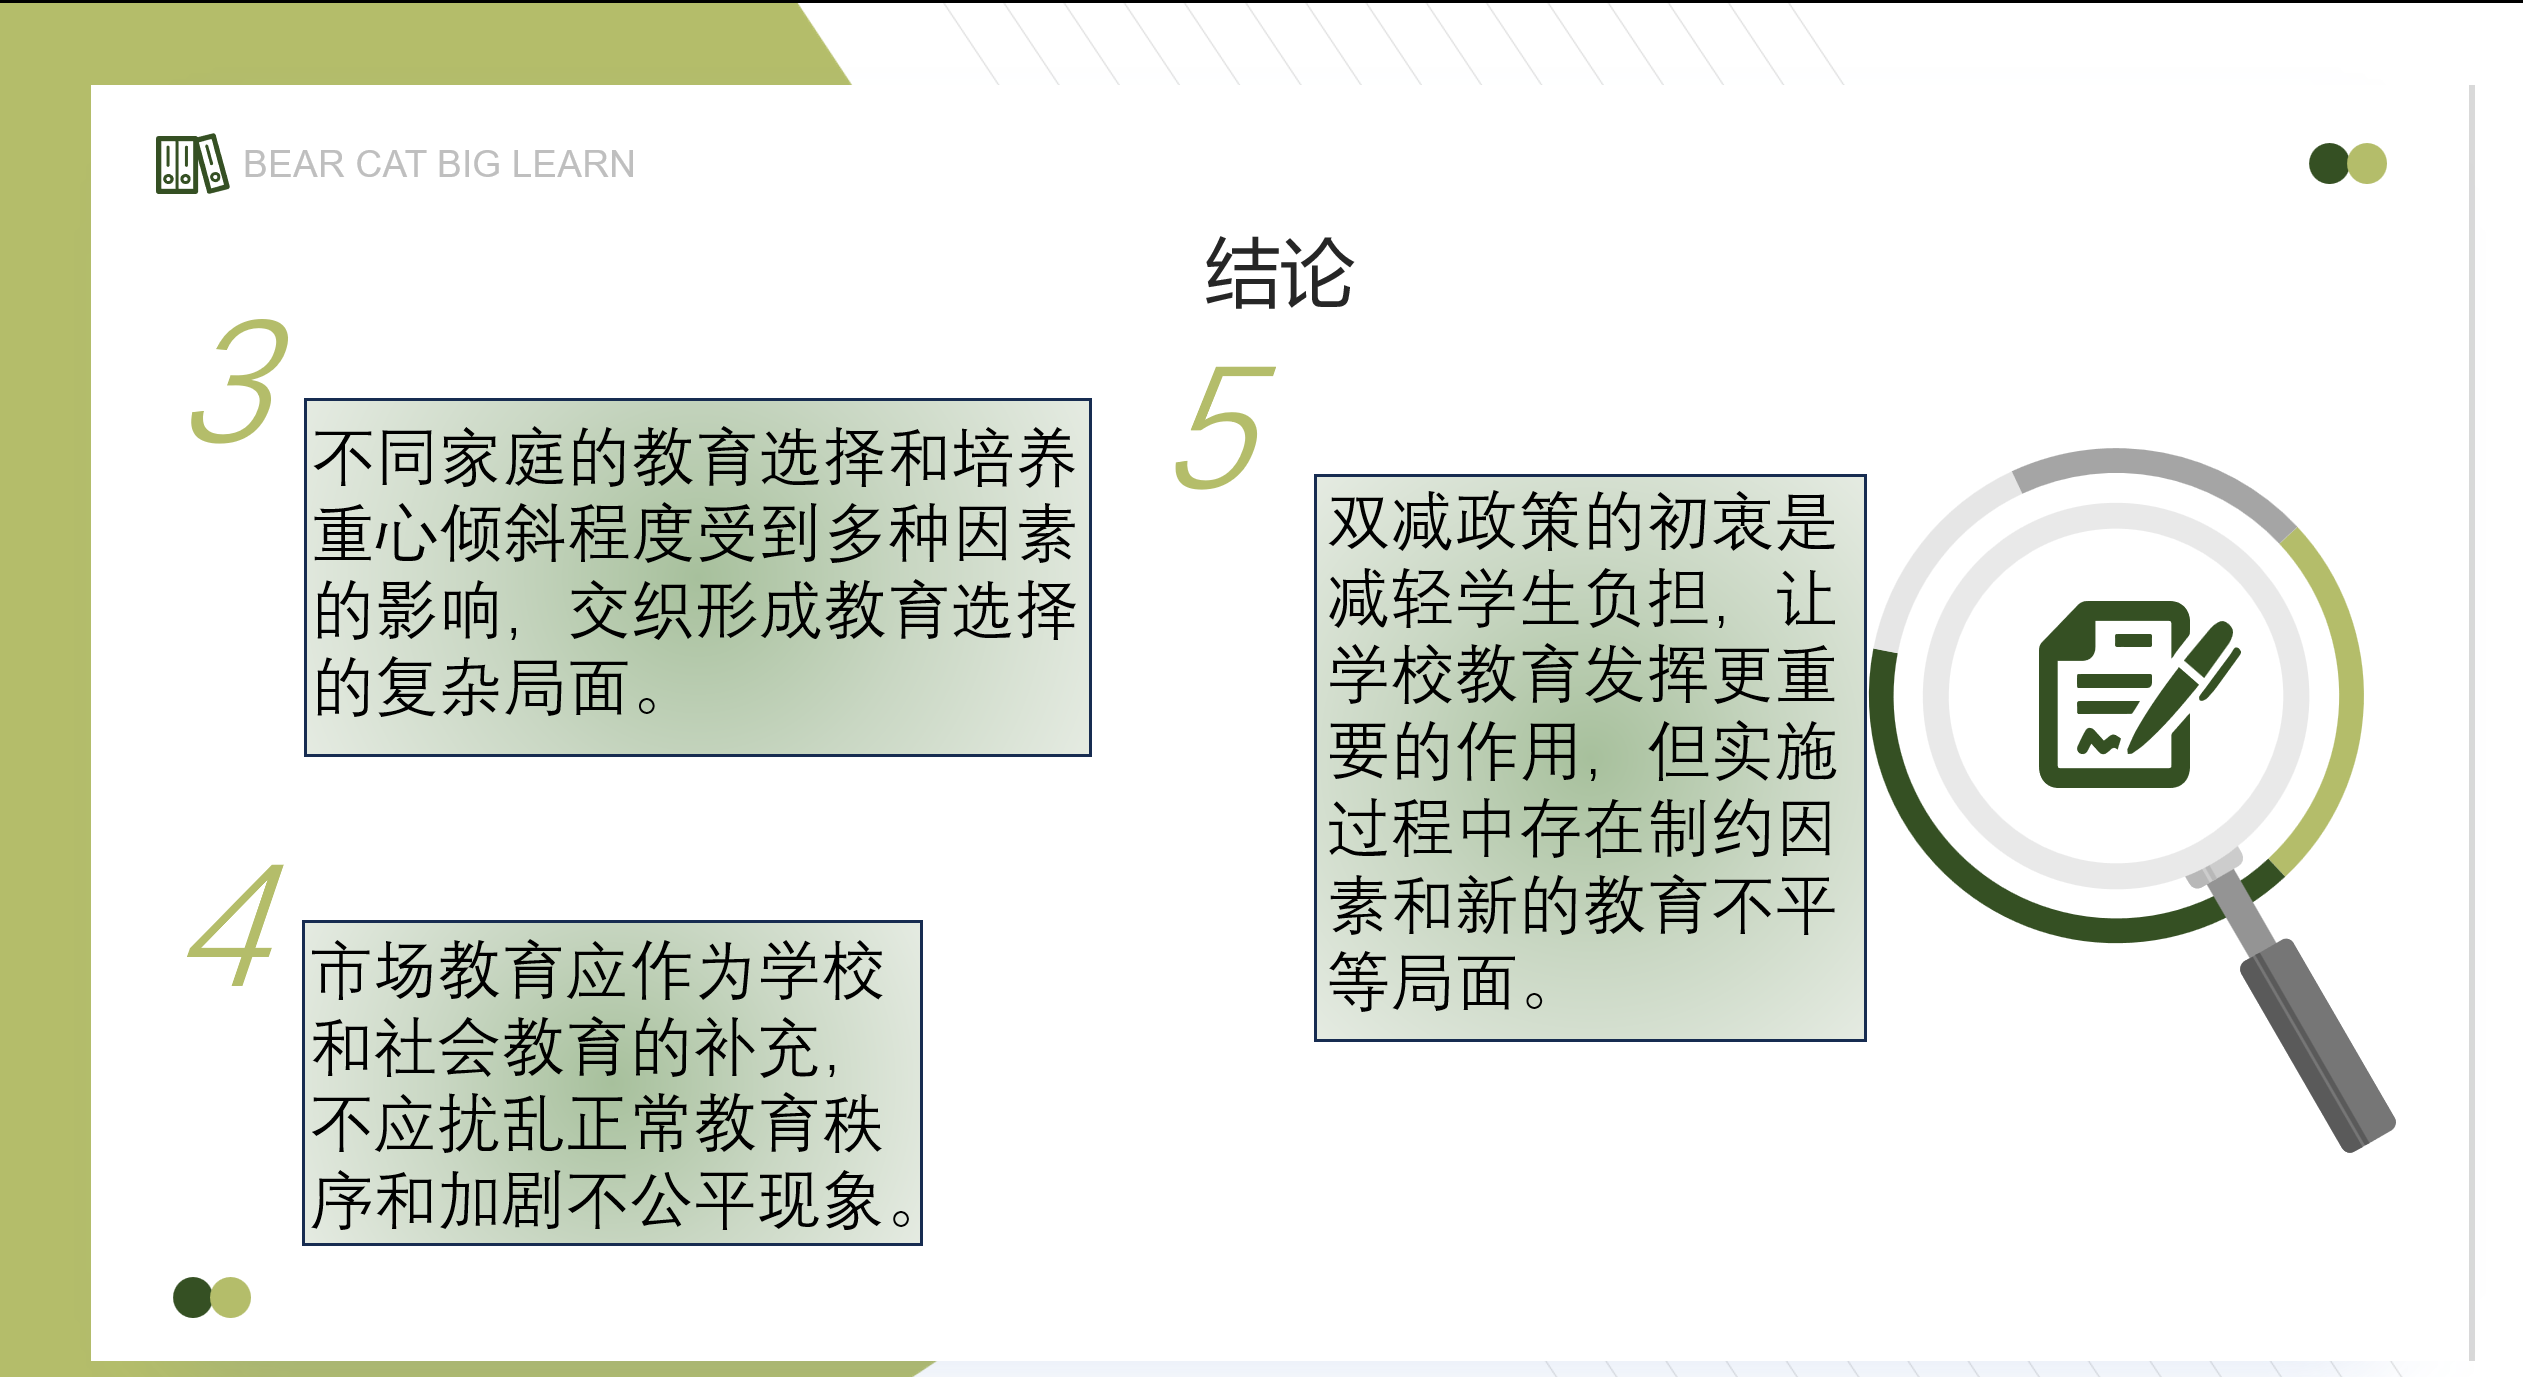 BEAR CAT BIG LEARN
结论
3
不同家庭的教育选择和培养
重心倾斜程度受到多种因素
的影响，交织形成教育选择
的复杂局面。
4
市场教育应作为学校
和社会教育的补充，
不应扰乱正常教育秩
序和加剧不公平现象。
5
双减政策的初衷是
减轻学生负担，让
学校教育发挥更重
要的作用，但实施
过程中存在制约因
素和新的教育不平
等局面。